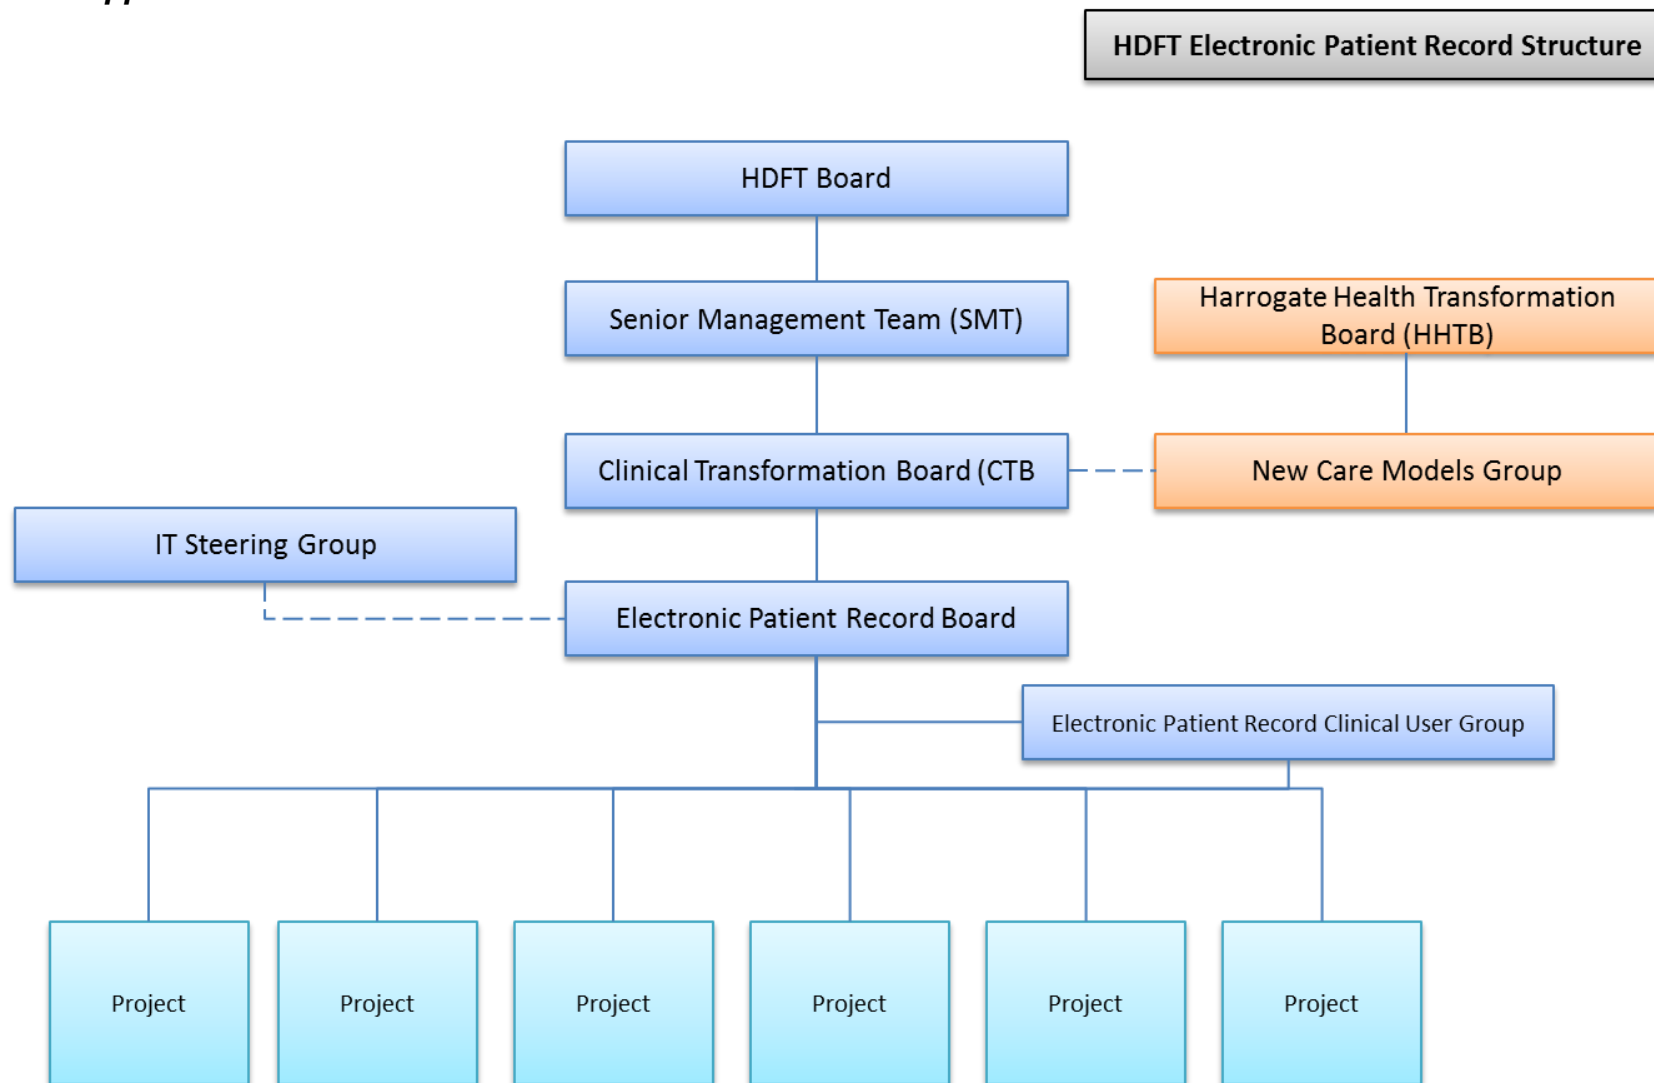 HDFT Electronic Patient Record Structure
HDFT Board
Senior Management Team (SMT)
Harrogate Health Transformation
Board (HHTB)
Clinical Transformation Board (CTB
New Care Models Group
IT Steering Group
Electronic Patient Record Board
Electronic Patient Record Clinical User Group
Project
Project
Project
Project
Project
Project